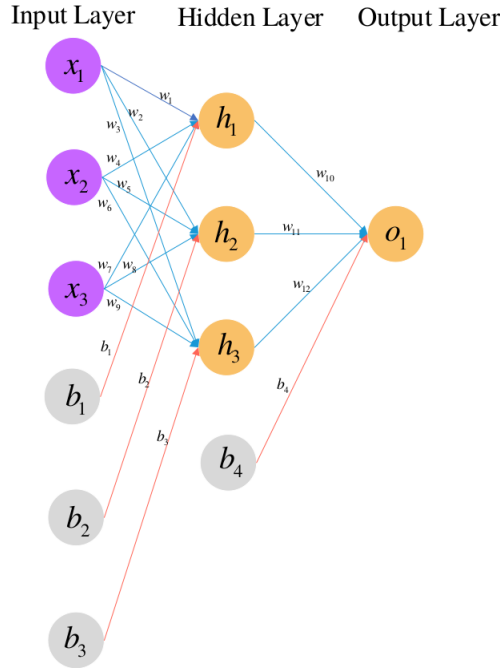 Input Layer Hidden Layer Output Layer
x₁
w₁
w₂
w₃
h₁
w₄
x₂
w₅
w₆
w₁₀
h₂
w₁₁
o₁
w₇
w₈
x₃
w₉
w₁₂
b₁
h₃
b₂
b₁
b₃
b₄
b₄
b₂
b₃